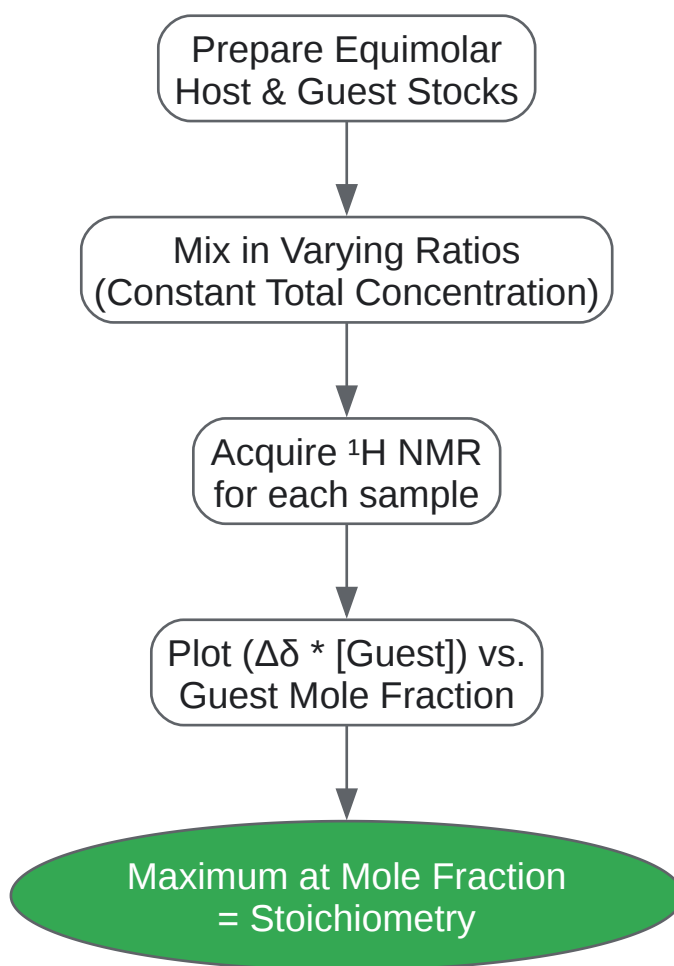 Prepare Equimolar
Host & Guest Stocks
Mix in Varying Ratios
(Constant Total Concentration)
Acquire ¹H NMR
for each sample
Plot (Δδ * [Guest]) vs.
Guest Mole Fraction
Maximum at Mole Fraction
= Stoichiometry